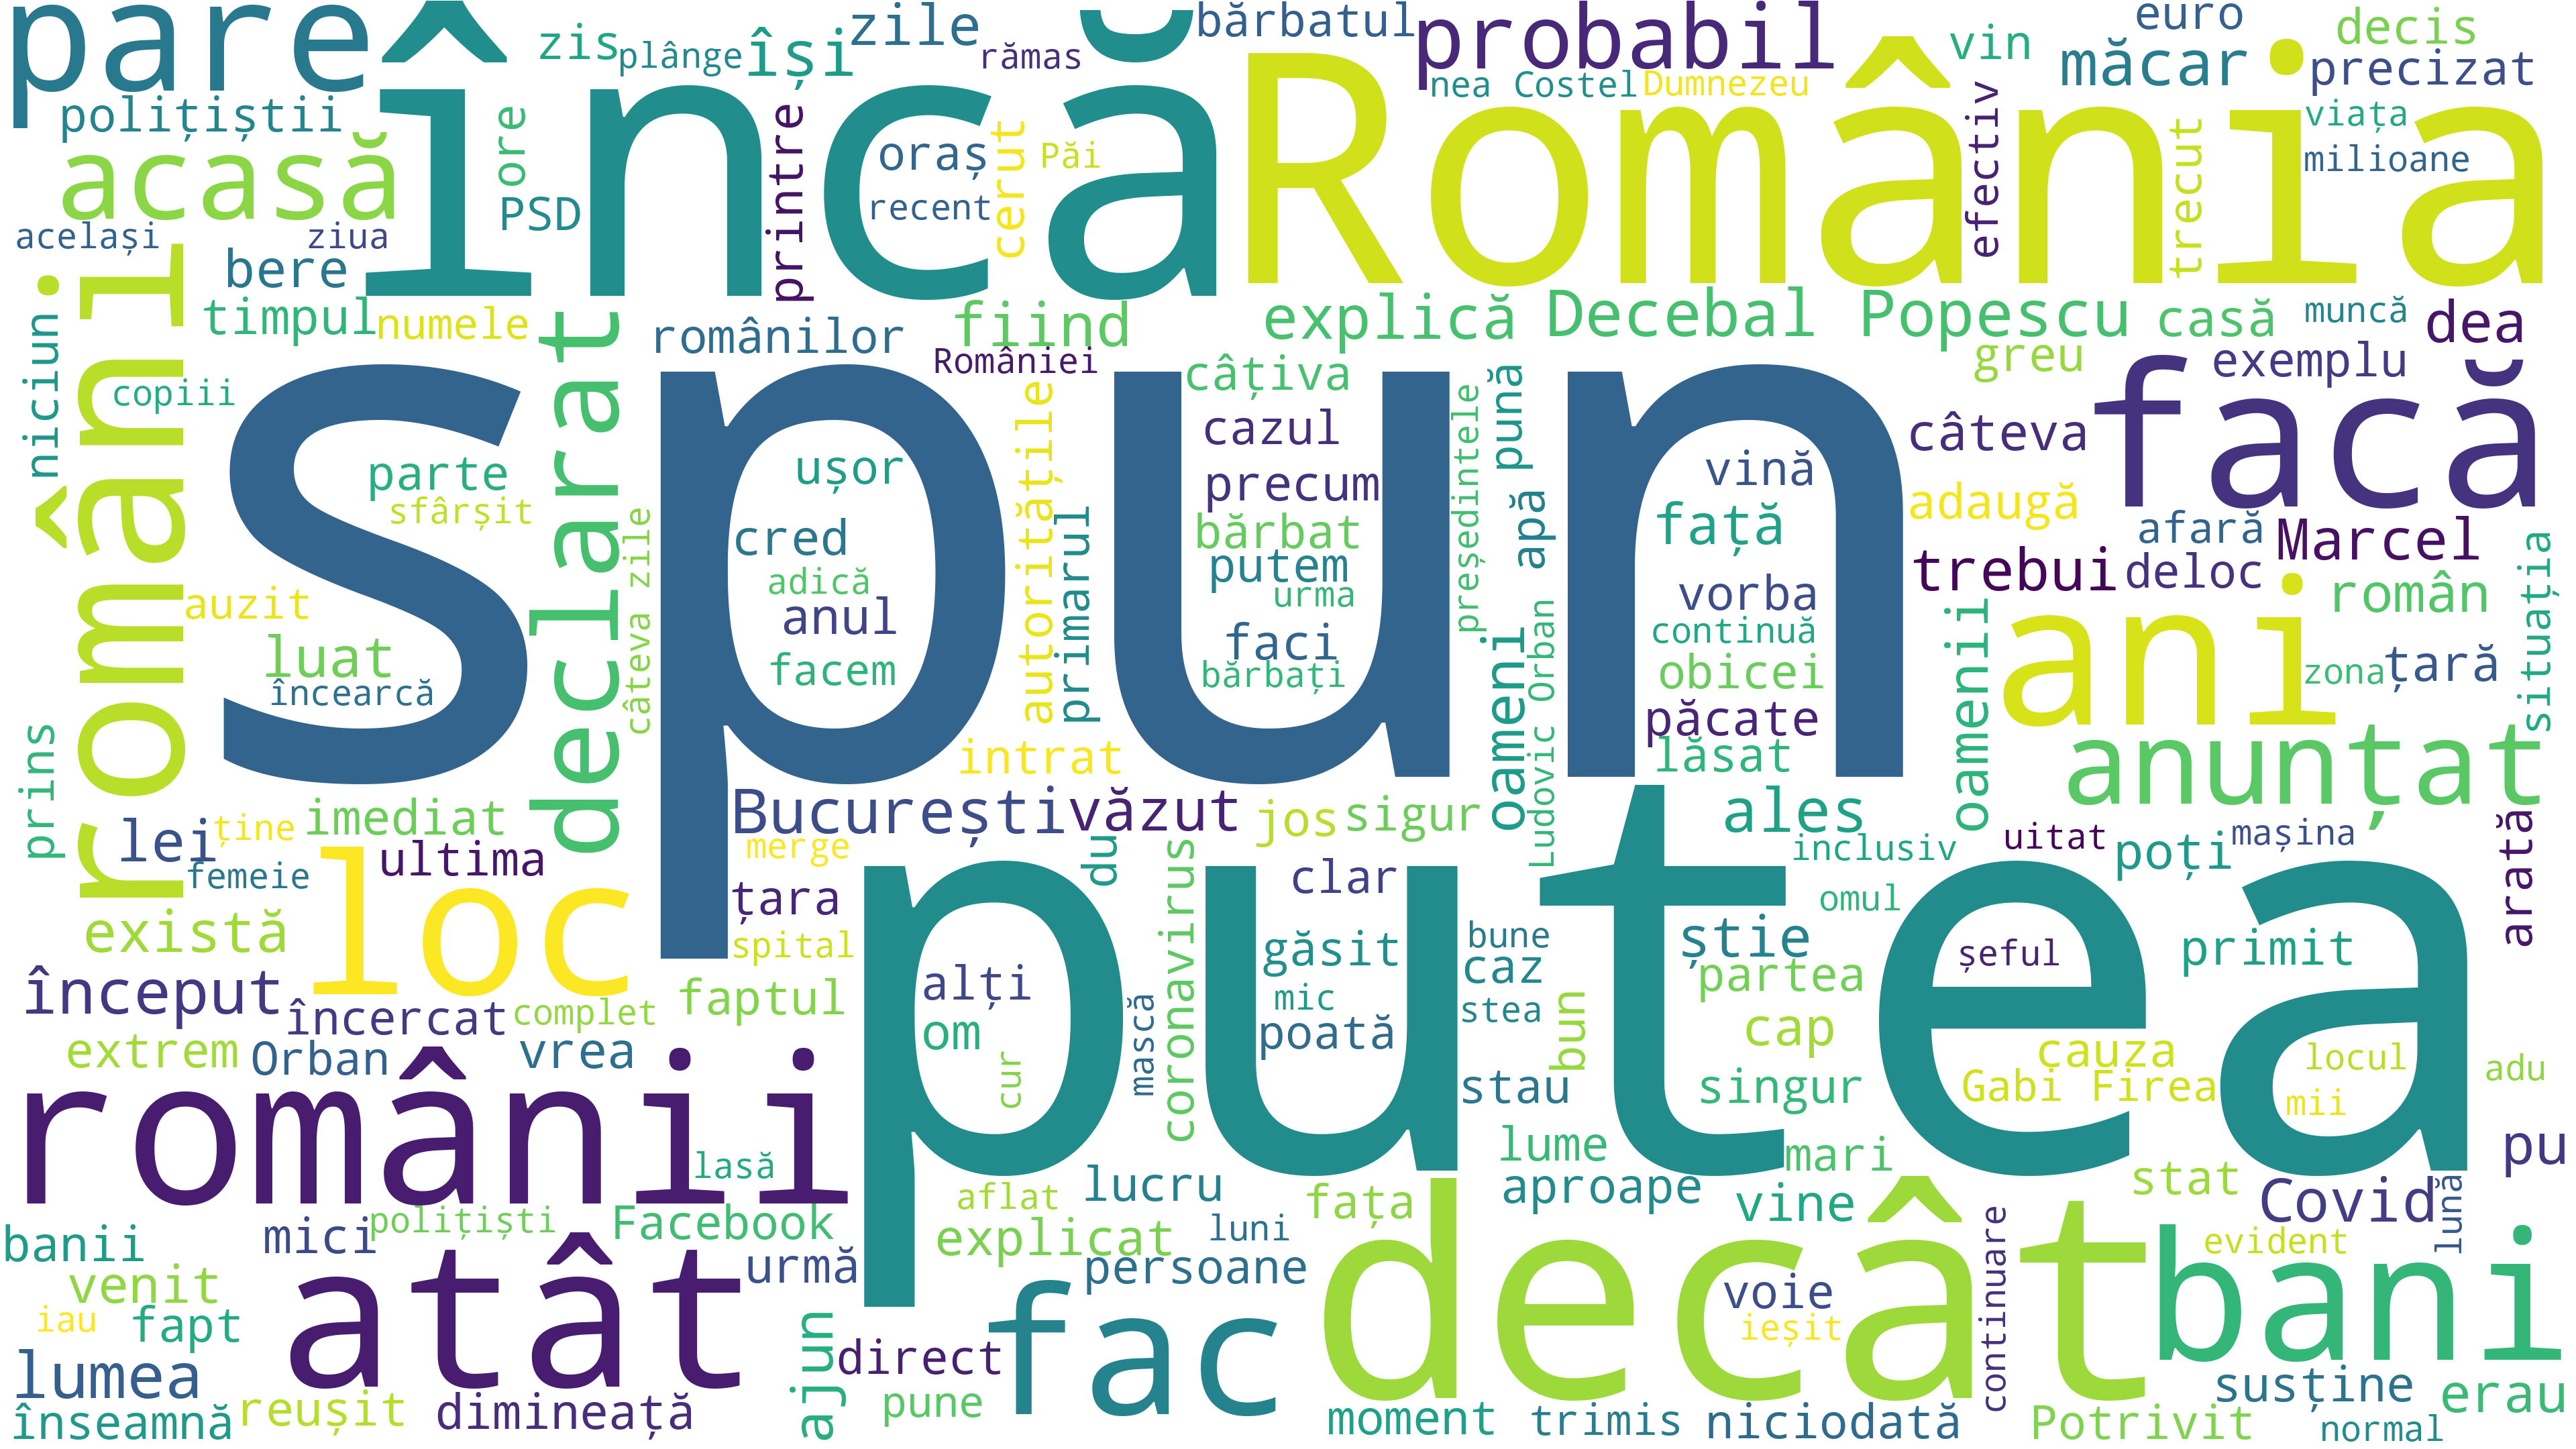 pare
încă
România
spun
putea
decât
români
românii
atât
fac
facă
bani
ani
anunțat
loc
declarat
acasă
probabil
zis
plânge
își
zile
rămas
bărbatul
nea Costel
Dumnezeu
vin
euro
măcar
decis
precizat
viața
milioane
polițiștii
ore
PSD
printre
oraș
recent
cerut
Păi
efectiv
trecut
același
ziua
bere
timpul
numele
românilor
fiind
României
explică
Decebal Popescu
casă
muncă
dea
greu
exemplu
niciun
copiii
câțiva
cazul
precum
bărbat
putem
urma
faci
bărbați
președintele
pună
apă
oameni
Ludovic Orban
vină
față
vorba
continuă
obicei
păcate
lăsat
câteva
adaugă
trebui
afară
deloc
Marcel
român
situația
zona
țară
oamenii
parte
sfârșit
auzit
luat
încearcă
câteva zile
ușor
cred
adică
anul
facem
autoritățile
primarul
intrat
București
văzut
jos
sigur
ales
inclusiv
uitat
poți
mașina
arată
prins
lei
ține
imediat
femeie
ultima
merge
țara
spital
du
coronavirus
clar
omul
există
început
încercat
complet
faptul
extrem
Orban
vrea
alți
om
cur
mască
găsit
mic
poată
bune
caz
stea
bun
stau
știe
partea
cap
singur
șeful
primit
cauza
Gabi Firea
locul
mii
adu
pu
lasă
lume
aproape
mari
vine
stat
Covid
lună
evident
banii
mici
polițiști
Facebook
urmă
venit
iau
fapt
lumea
înseamnă
reușit
dimineață
ajun
direct
pune
aflat
lucru
explicat
luni
persoane
fața
voie
ieșit
continuare
moment
trimis
niciodată
susține
Potrivit
normal
erau